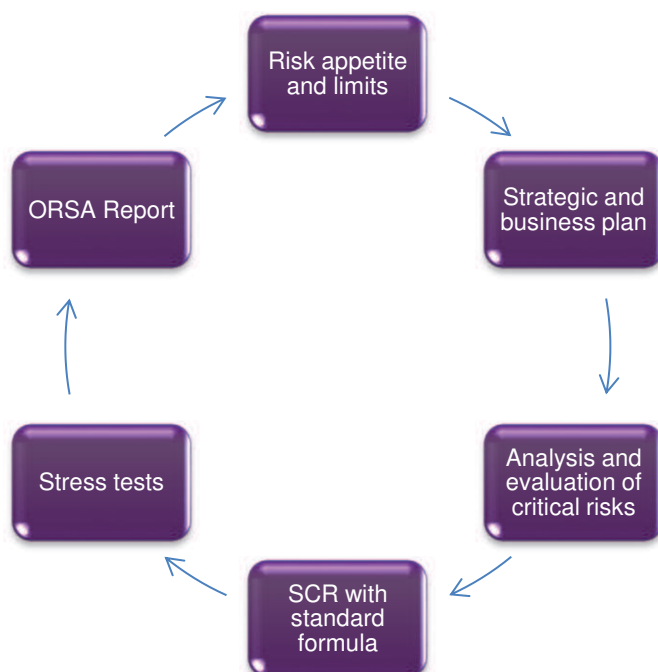 Risk appetite
and limits
Strategic and
business plan
Analysis and
evaluation of
critical risks
SCR with
standard
formula
Stress tests
ORSA Report